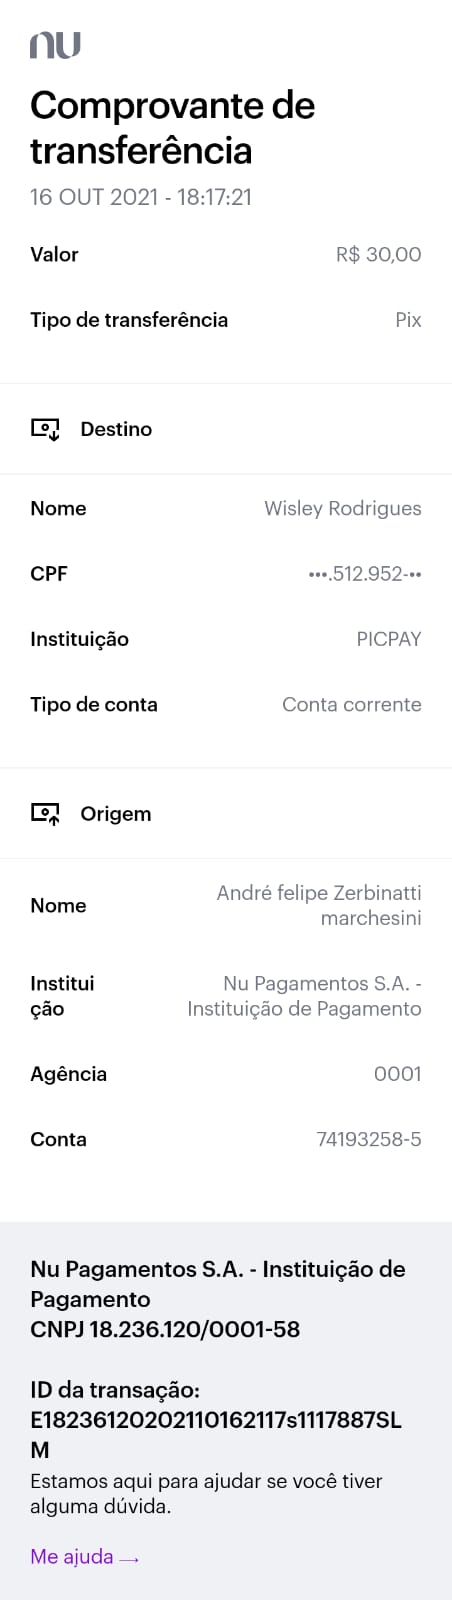 nu
Comprovante de
transferência
16 OUT 2021 - 18:17:21
Valor R$ 30,00
Tipo de transferência Pix
Destino
Nome Wisley Rodrigues
CPF •••.512.952-••
Instituição PICPAY
Tipo de conta Conta corrente
Origem
Nome André felipe Zerbinatti
marchesini
Institui
ção Nu Pagamentos S.A. -
Instituição de Pagamento
Agência 0001
Conta 74193258-5
Nu Pagamentos S.A. - Instituição de
Pagamento
CNPJ 18.236.120/0001-58
ID da transação:
E18236120202110162117s1117887SL
M
Estamos aqui para ajudar se você tiver
alguma dúvida.
Me ajuda →